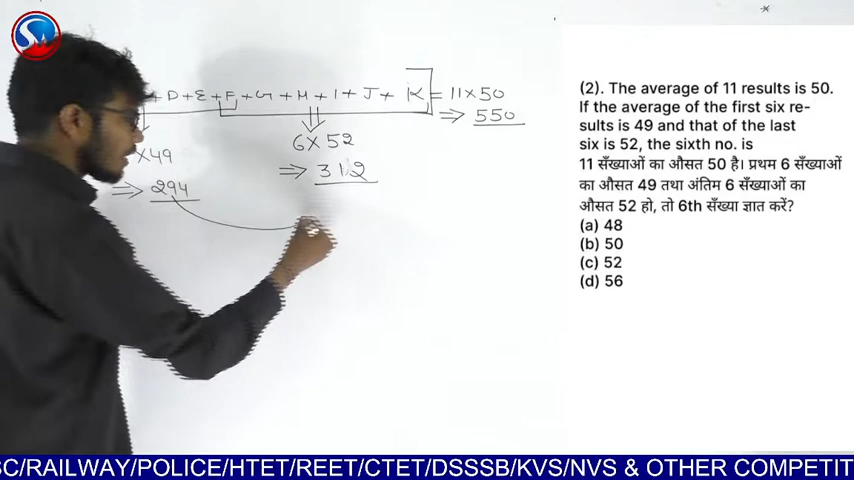 + D + E + F + G + H + I + J + K = 11 x 50
⇒ 550
6 x 52
x 49
⇒ 312
⇒ 294
(2). The average of 11 results is 50.
If the average of the first six re-
sults is 49 and that of the last
six is 52, the sixth no. is
11 सँख्याओं का औसत 50 है। प्रथम 6 सँख्याओं
का औसत 49 तथा अंतिम 6 सँख्याओं का
औसत 52 हो, तो 6th सँख्या ज्ञात करें?
(a) 48
(b) 50
(c) 52
(d) 56
SC/RAILWAY/POLICE/HTET/REET/CTET/DSSSB/KVS/NVS & OTHER COMPETIT